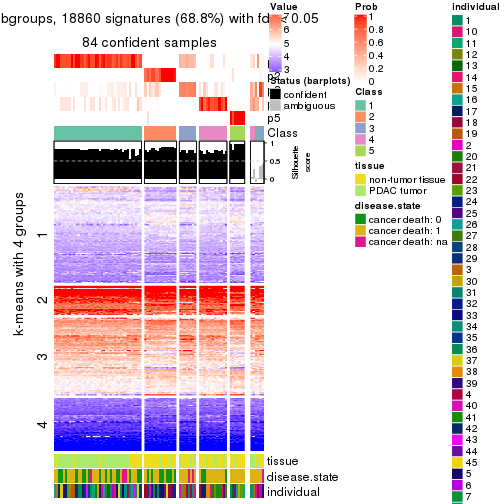 bgroups, 18860 signatures (68.8%) with fd
0.05
84 confident samples
p5
Class
1
0.5
0
Silhouette
score
k-means with 4 groups
1
2
3
4
tissue
disease.state
individual
Value
7
6
5
4
3
Status (barplots)
confident
ambiguous
Prob
1
0.8
0.6
0.4
0.2
0
Class
1
2
3
4
5
tissue
non-tumor tissue
PDAC tumor
disease.state
cancer death: 0
cancer death: 1
cancer death: na
individual
1
10
11
12
13
14
15
16
17
18
19
2
20
21
22
23
24
25
26
27
28
29
3
30
31
32
33
34
35
36
37
38
39
4
40
41
42
43
44
45
5
6
7